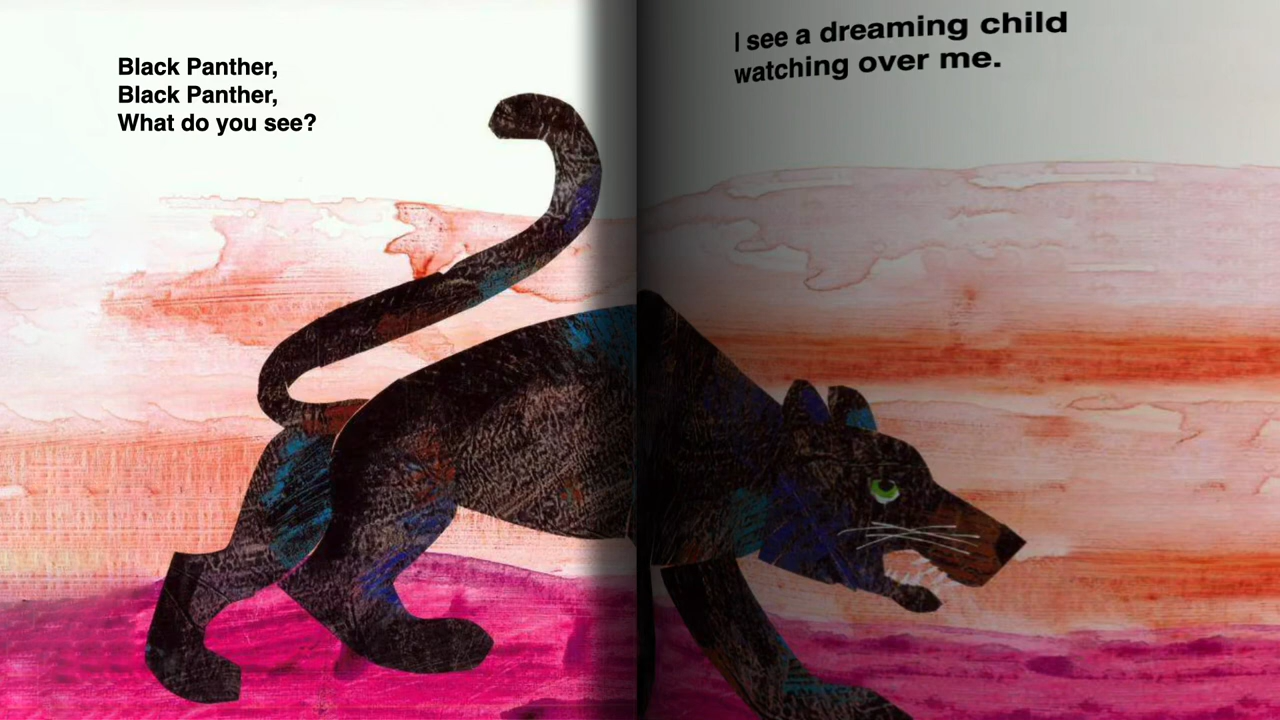 Black Panther,
Black Panther,
What do you see?
I see a dreaming child
watching over me.